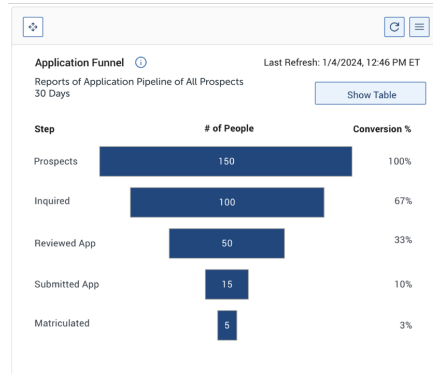 Application Funnel
Last Refresh: 1/4/2024, 12:46 PM ET
Reports of Application Pipeline of All Prospects
30 Days
Show Table
Step # of People Conversion %
Prospects 150 100%
Inquired 100 67%
Reviewed App 50 33%
Submitted App 15 10%
Matriculated 5 3%